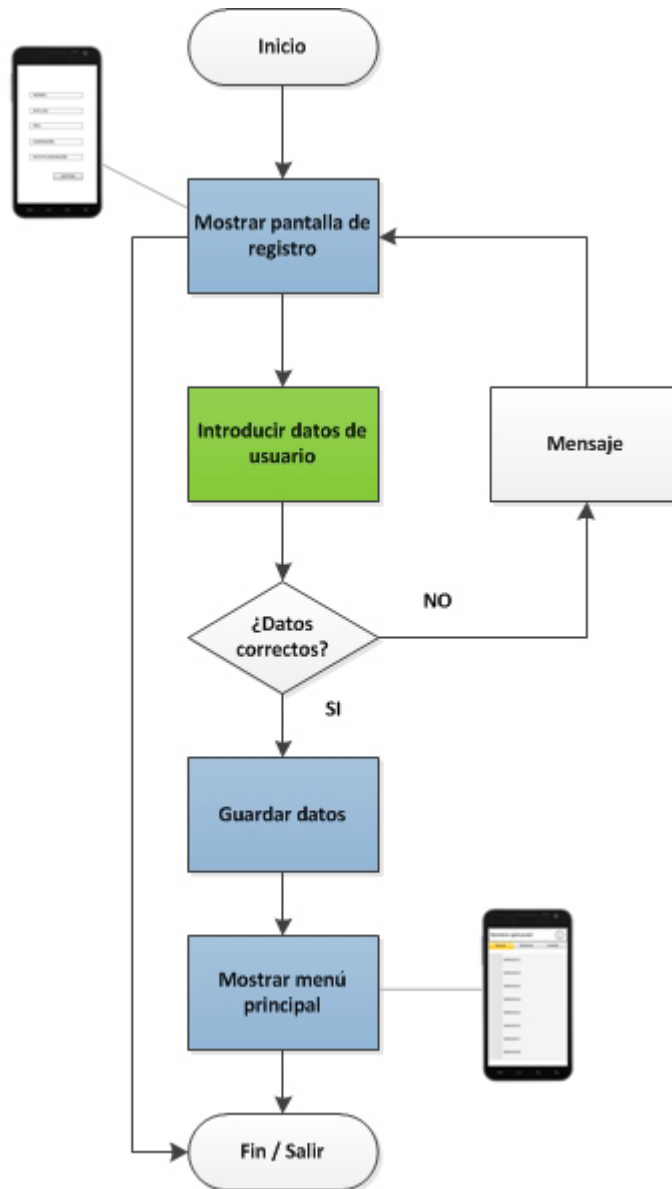 Inicio
Mostrar pantalla de
registro
Introducir datos de
usuario
Mensaje
¿Datos
correctos?
NO
SI
Guardar datos
Mostrar menú
principal
Fin / Salir